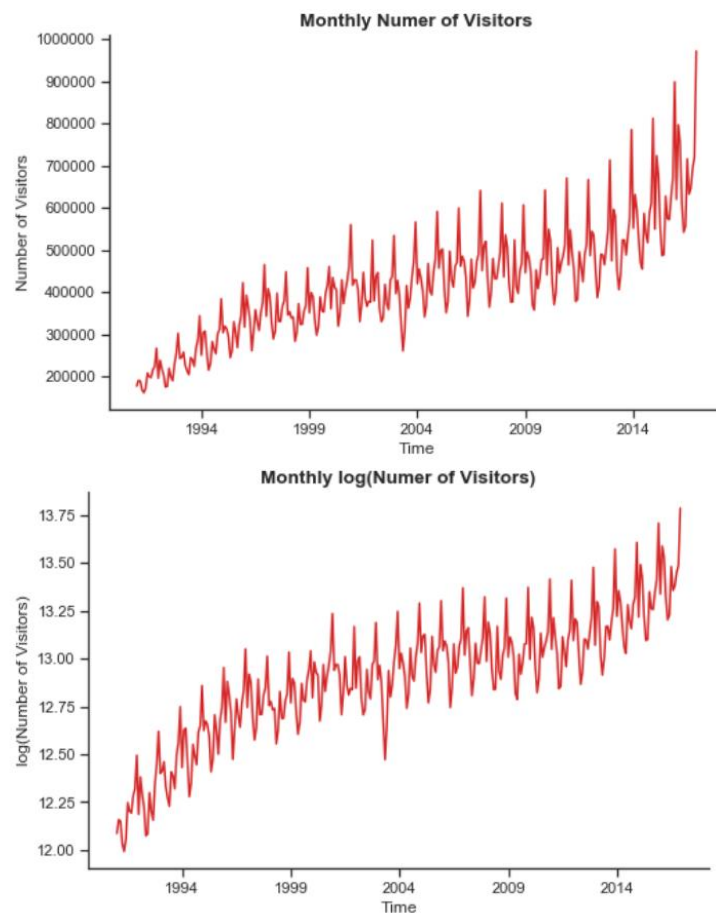 Monthly Numer of Visitors
1000000
900000
800000
700000
600000
500000
400000
300000
200000
Number of Visitors
1994 1999 2004 2009 2014
Time
Monthly log(Numer of Visitors)
13.75
13.50
13.25
13.00
12.75
12.50
12.25
12.00
log(Number of Visitors)
1994 1999 2004 2009 2014
Time